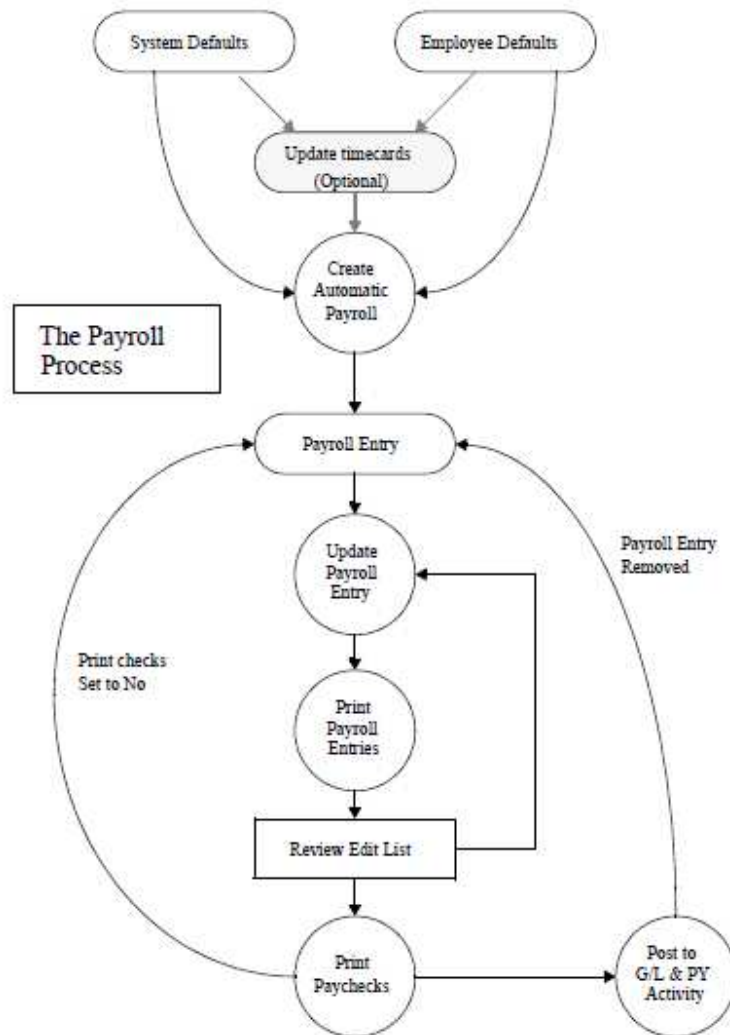 System Defaults
Employee Defaults
Update timecards
(Optional)
Create
Automatic
Payroll
The Payroll
Process
Payroll Entry
Update
Payroll
Entry
Payroll Entry
Removed
Print checks
Set to No
Print
Payroll
Entries
Review Edit List
Print
Paychecks
Post to
G/L & PY
Activity